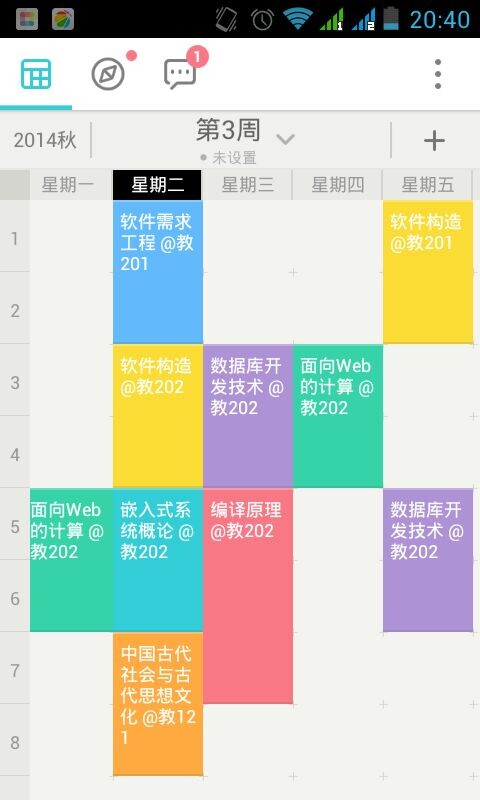 1
2
20:40
1
2014秋
第3周
未设置
+
星期一
星期二
星期三
星期四
星期五
1
2
3
4
5
6
7
8
软件需求
工程 @教
201
软件构造
@教201
软件构造
@教202
数据库开
发技术 @
教202
面向Web
的计算 @
教202
面向Web
的计算 @
教202
嵌入式系
统概论 @
教202
编译原理
@教202
数据库开
发技术 @
教202
中国古代
社会与古
代思想文
化 @教12
1